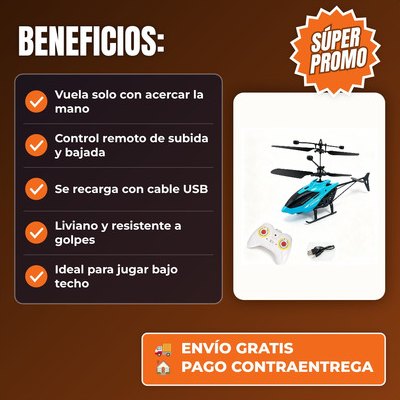 BENEFICIOS:
SÚPER
PROMO
Vuela solo con acercar la
mano
Control remoto de subida
y bajada
Se recarga con cable USB
Liviano y resistente a
golpes
Ideal para jugar bajo
techo
ENVÍO GRATIS
PAGO CONTRAENTREGA